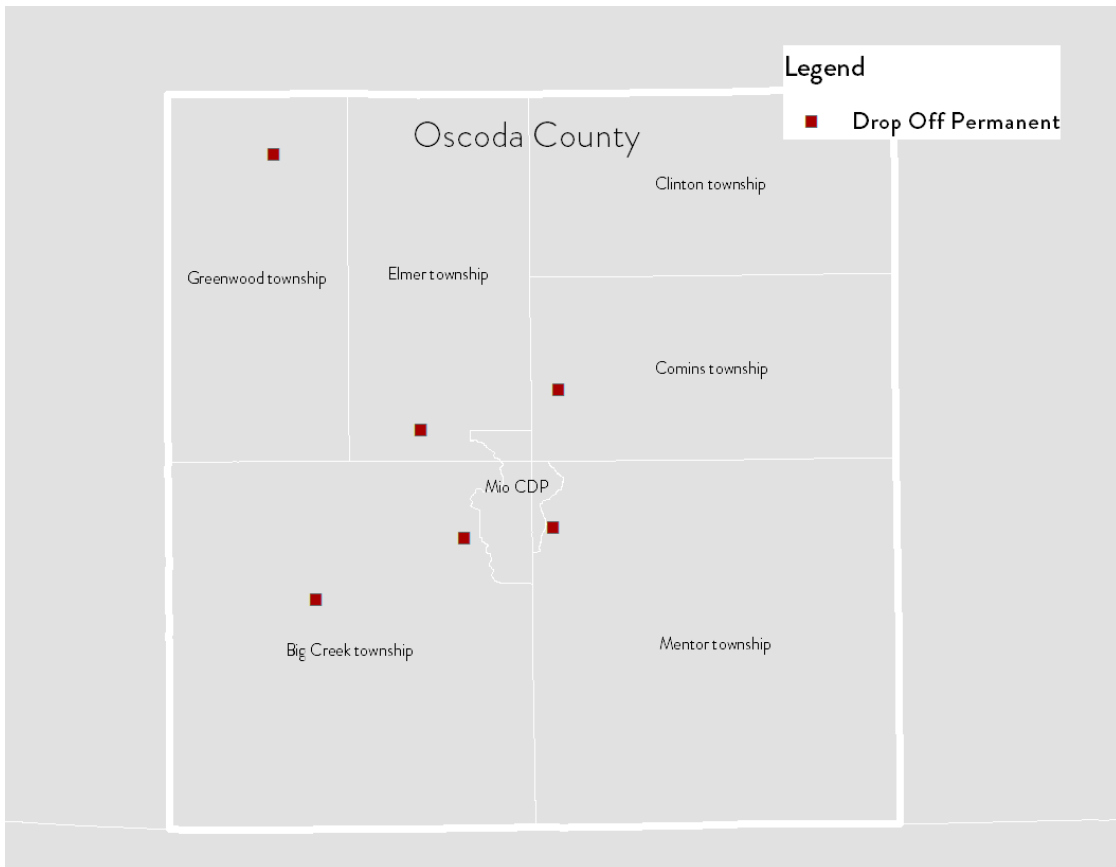 Legend
Drop Off Permanent
Oscoda County
Clinton township
Greenwood township
Elmer township
Comins township
Mio CDP
Big Creek township
Mentor township